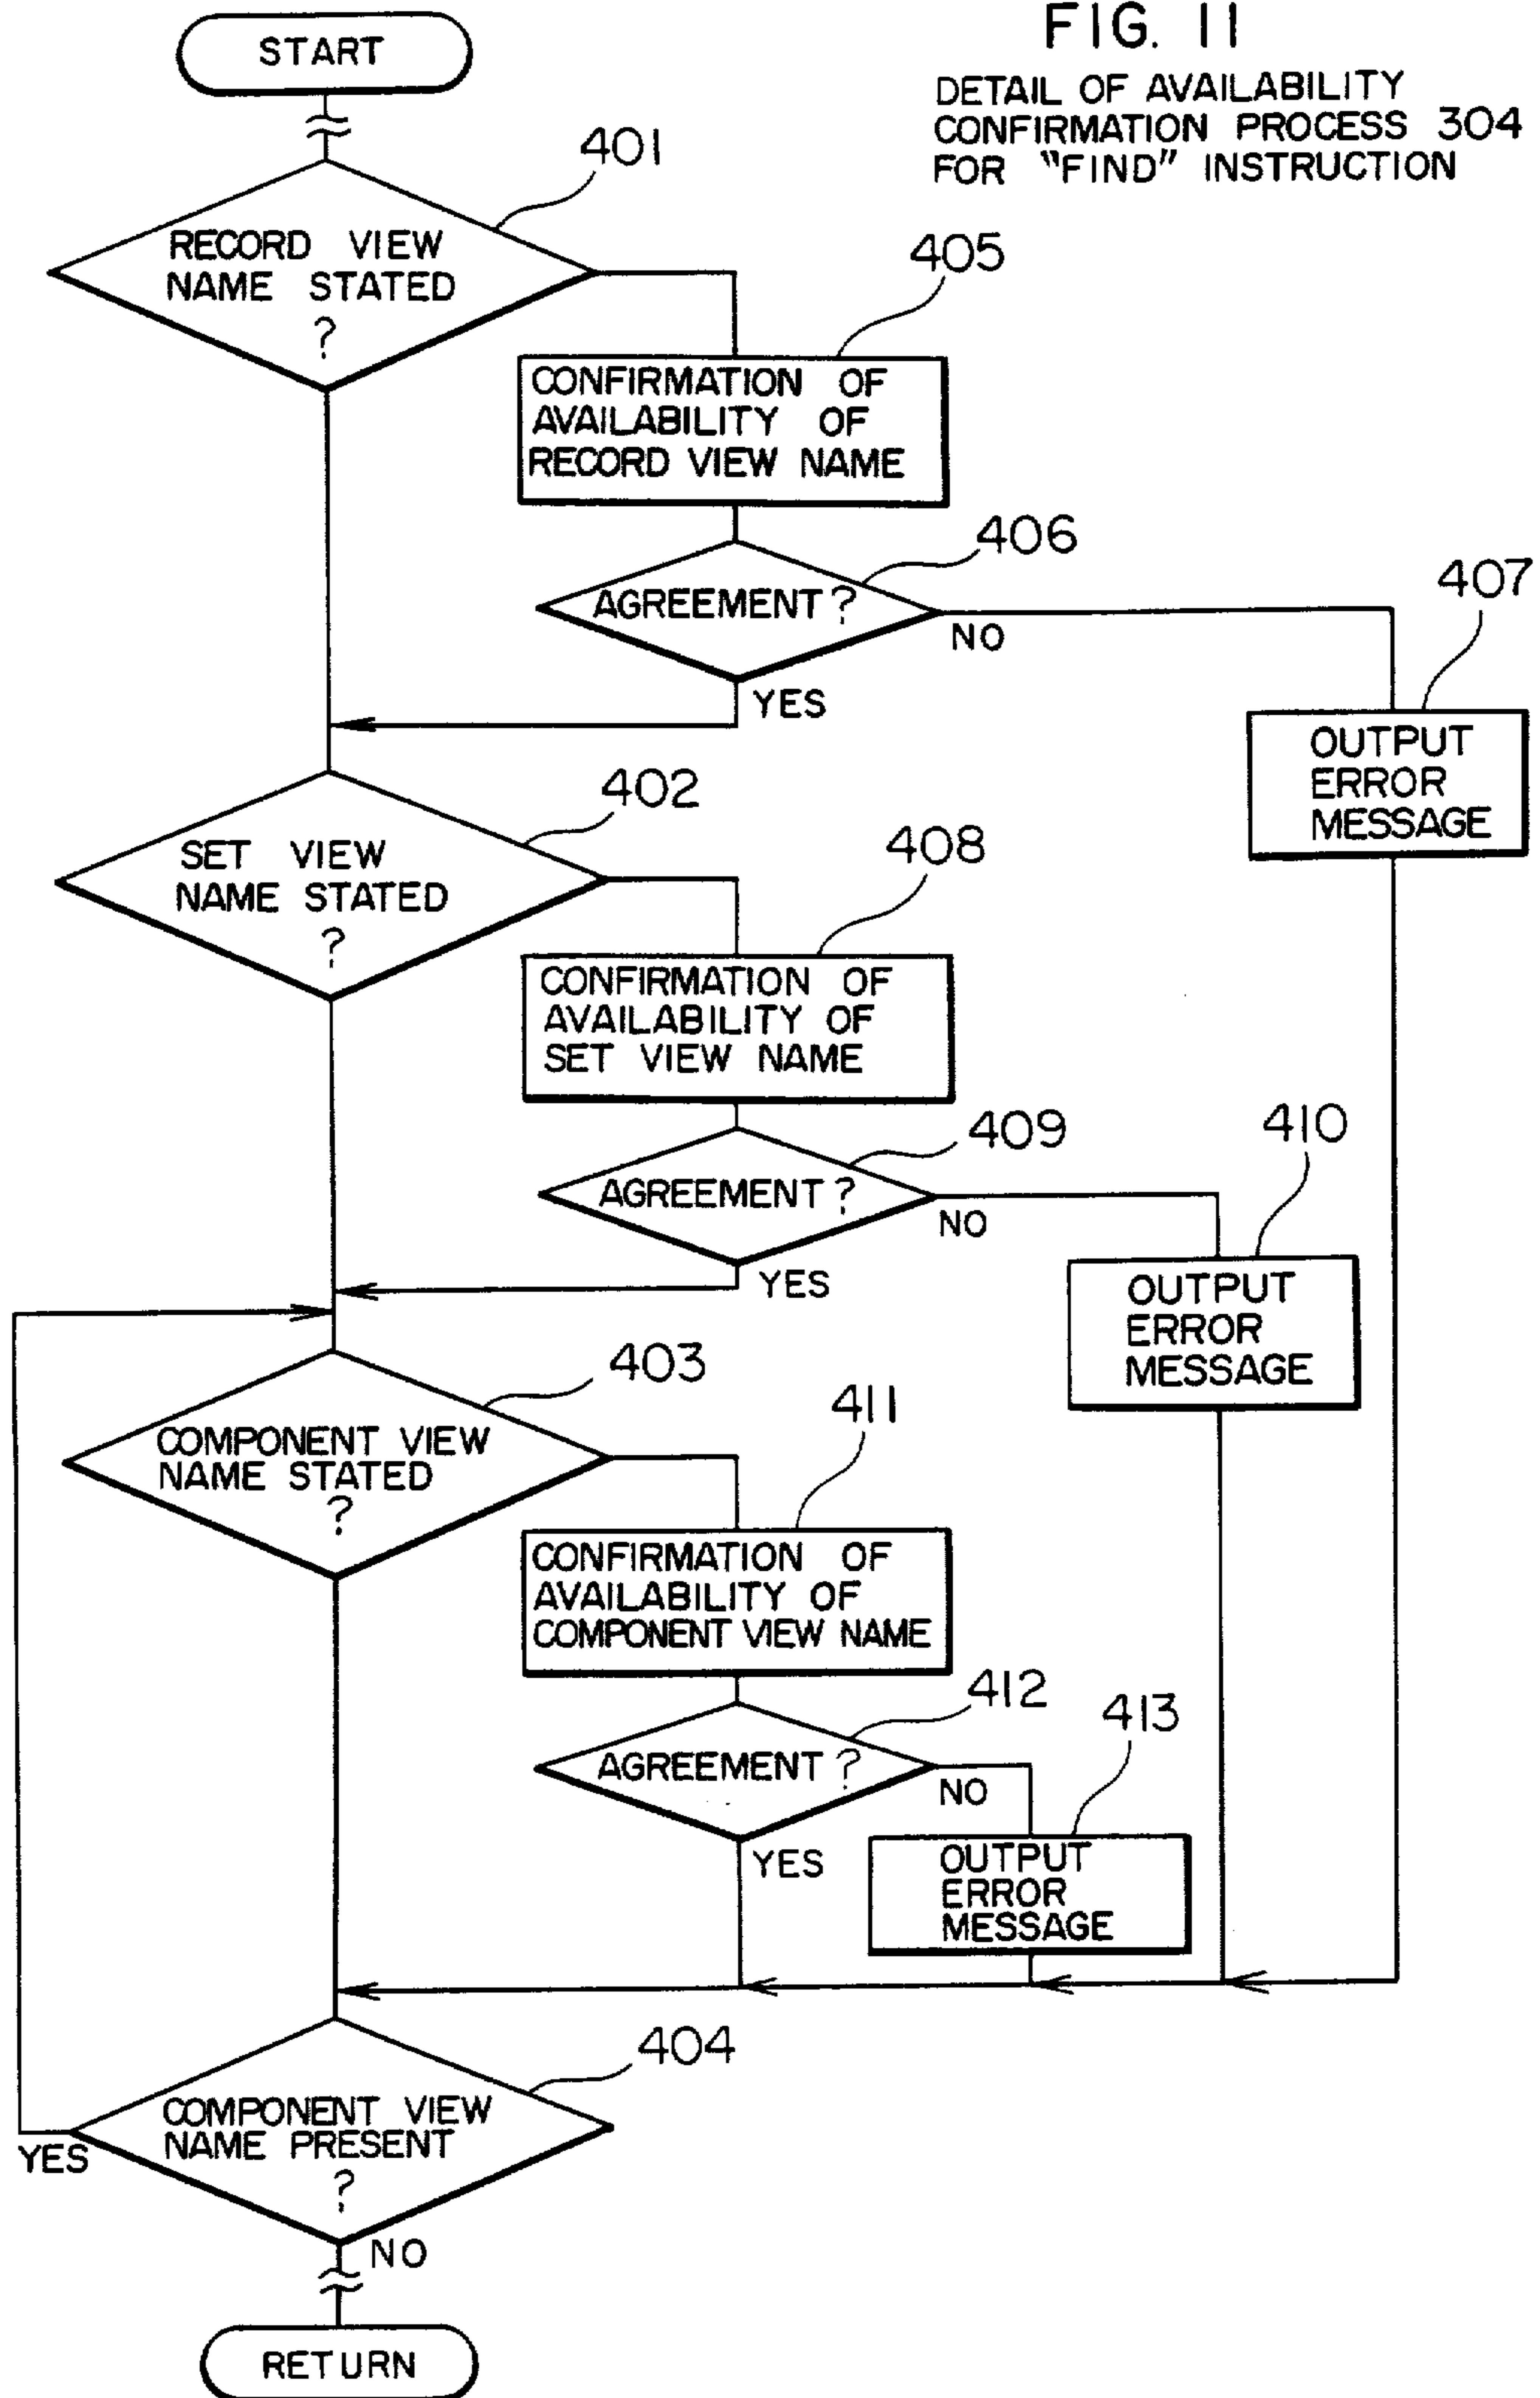 START
FIG. 11
DETAIL OF AVAILABILITY
CONFIRMATION PROCESS 304
FOR "FIND" INSTRUCTION
401
RECORD VIEW
NAME STATED
?
405
CONFIRMATION OF
AVAILABILITY OF
RECORD VIEW NAME
406
AGREEMENT ?
NO
YES
407
OUTPUT
ERROR
MESSAGE
402
SET VIEW
NAME STATED
?
408
CONFIRMATION OF
AVAILABILITY OF
SET VIEW NAME
409
AGREEMENT ?
NO
YES
410
OUTPUT
ERROR
MESSAGE
403
COMPONENT VIEW
NAME STATED
?
411
CONFIRMATION OF
AVAILABILITY OF
COMPONENT VIEW NAME
412
AGREEMENT ?
NO
YES
413
OUTPUT
ERROR
MESSAGE
404
COMPONENT VIEW
NAME PRESENT
?
YES
NO
RETURN